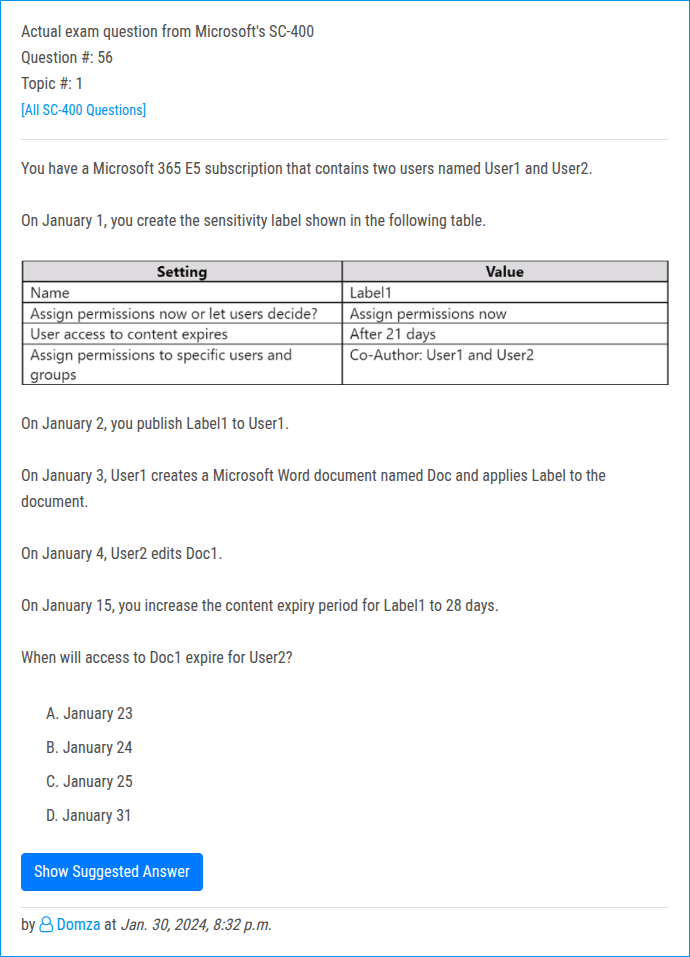 Actual exam question from Microsoft's SC-400
Question #: 56
Topic #: 1
[All SC-400 Questions]
You have a Microsoft 365 E5 subscription that contains two users named User1 and User2.
On January 1, you create the sensitivity label shown in the following table.
Setting Value
Name Label1
Assign permissions now or let users decide? Assign permissions now
User access to content expires After 21 days
Assign permissions to specific users and Co-Author: User1 and User2
groups
On January 2, you publish Label1 to User1.
On January 3, User1 creates a Microsoft Word document named Doc and applies Label to the
document.
On January 4, User2 edits Doc1.
On January 15, you increase the content expiry period for Label1 to 28 days.
When will access to Doc1 expire for User2?
A. January 23
B. January 24
C. January 25
D. January 31
Show Suggested Answer
by Domza at Jan. 30, 2024, 8:32 p.m.